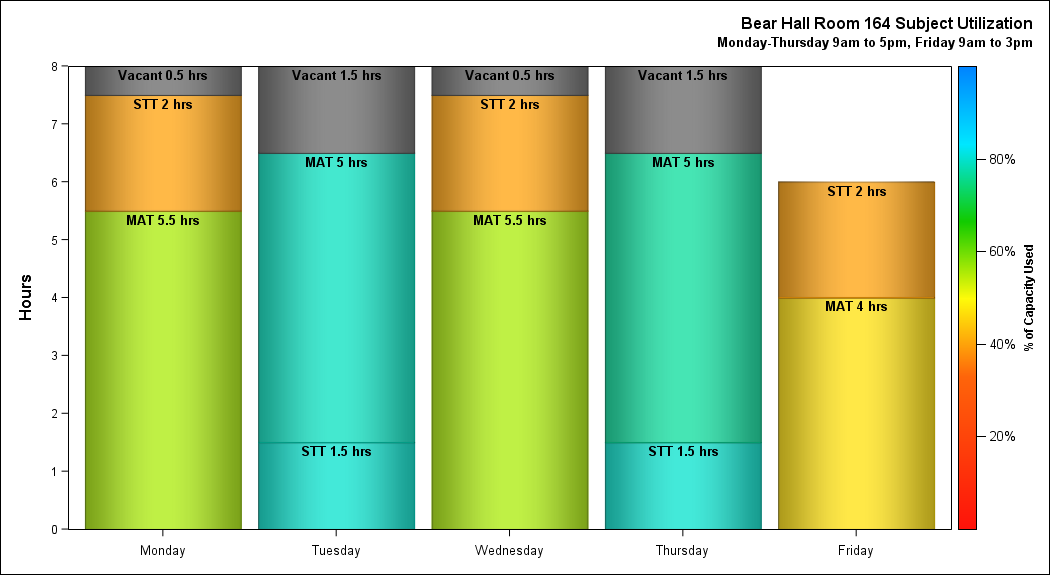 Bear Hall Room 164 Subject Utilization
Monday-Thursday 9am to 5pm, Friday 9am to 3pm
8
7
6
5
4
3
2
1
0
Hours
Vacant 0.5 hrs
STT 2 hrs
MAT 5.5 hrs
Vacant 1.5 hrs
MAT 5 hrs
STT 1.5 hrs
Vacant 0.5 hrs
STT 2 hrs
MAT 5.5 hrs
Vacant 1.5 hrs
MAT 5 hrs
STT 1.5 hrs
STT 2 hrs
MAT 4 hrs
Monday
Tuesday
Wednesday
Thursday
Friday
80%
60%
40%
20%
% of Capacity Used